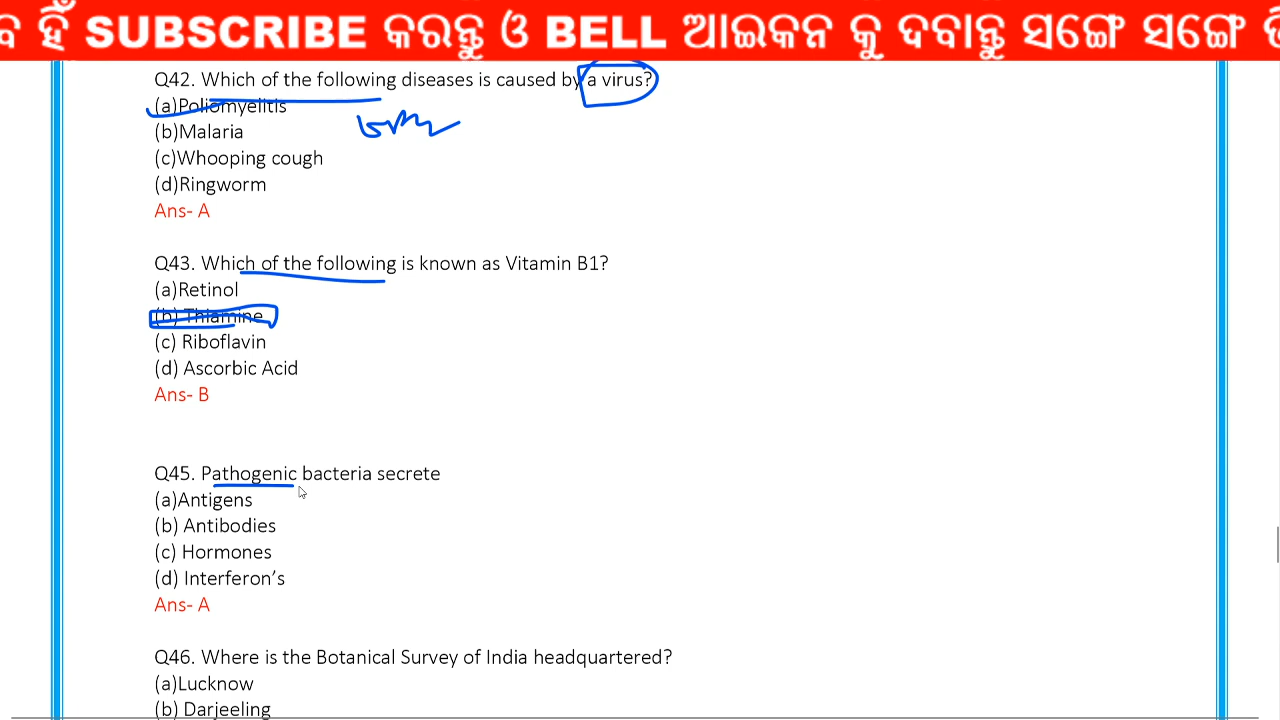 ହିଁ SUBSCRIBE କରନ୍ତୁ ଓ BELL ଆଇକନ କୁ ଦବାନ୍ତୁ ସଙ୍ଗେ ସଙ୍ଗେ
Q42. Which of the following diseases is caused by a virus?
(a)Poliomyelitis
(b)Malaria
(c)Whooping cough
(d)Ringworm
Ans- A
Q43. Which of the following is known as Vitamin B1?
(a)Retinol
(b) Thiamine
(c) Riboflavin
(d) Ascorbic Acid
Ans- B
Q45. Pathogenic bacteria secrete
(a)Antigens
(b) Antibodies
(c) Hormones
(d) Interferon’s
Ans- A
Q46. Where is the Botanical Survey of India headquartered?
(a)Lucknow
(b) Darjeeling